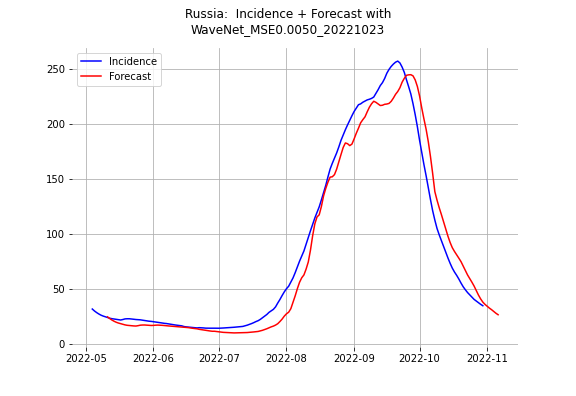 Russia:  Incidence + Forecast with
WaveNet_MSE0.0050_20221023
Incidence
Forecast
250
200
150
100
50
0
2022-05 2022-06 2022-07 2022-08 2022-09 2022-10 2022-11